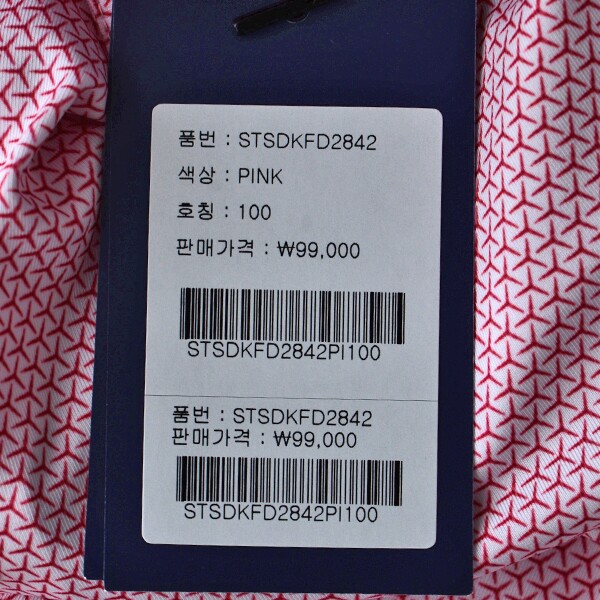 품번 : STSDKFD2842
색상 : PINK
호칭 : 100
판매가격 : ₩99,000
STSDKFD2842PI100
품번 : STSDKFD2842
판매가격 : ₩99,000
STSDKFD2842PI100